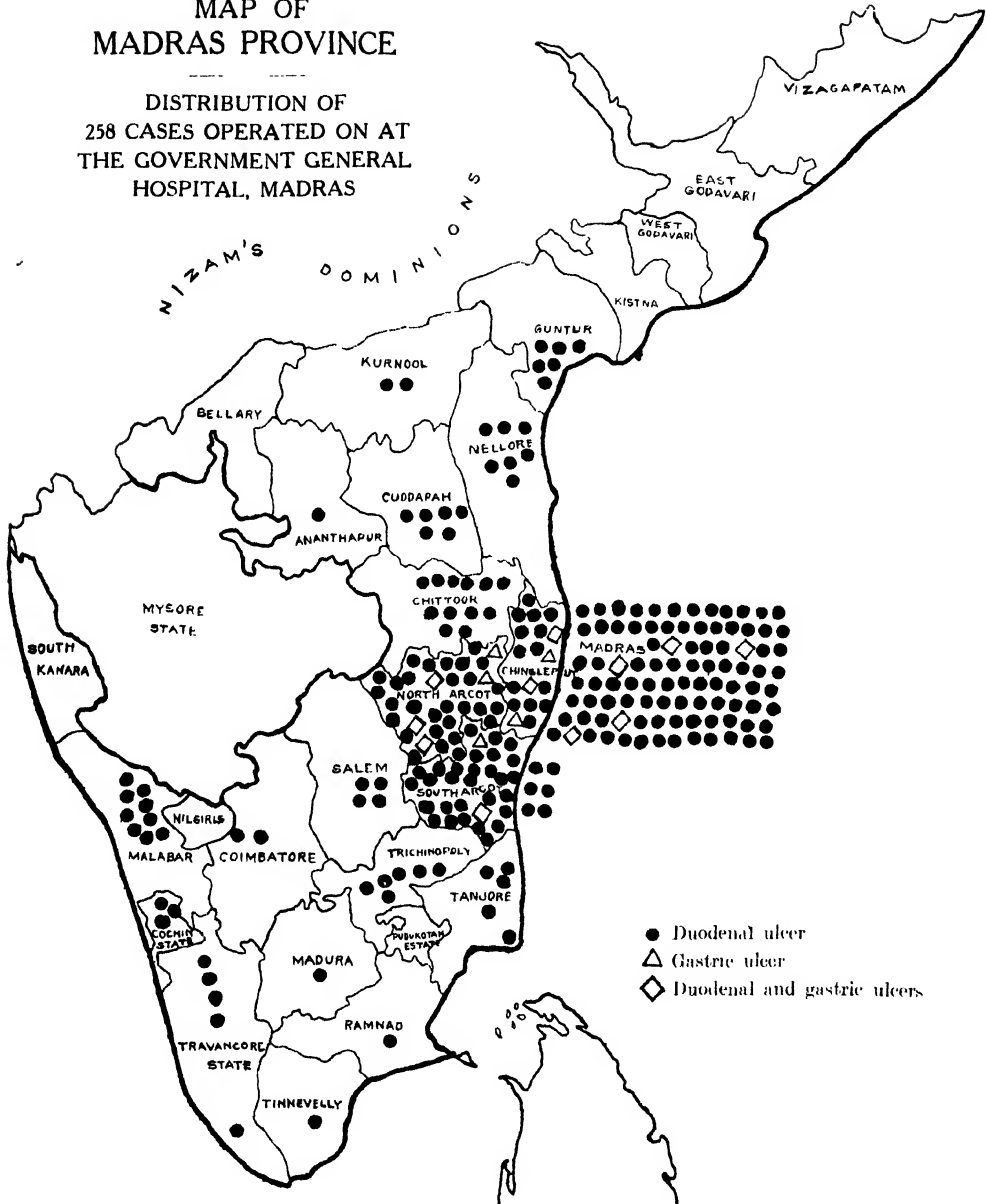 MAP OF
MADRAS PROVINCE
DISTRIBUTION OF
258 CASES OPERATED ON AT
THE GOVERNMENT GENERAL
HOSPITAL, MADRAS
NIZAM'S DOMINIONS
VIZAGAPATAM
EAST
GODAVARI
WEST
GODAVARI
KISTNA
GUNTUR
KURNOOL
BELLARY
NELLORE
CUDDAPAH
ANANTHAPUR
CHITTOOR
MYSORE
STATE
SOUTH
KANARA
MADRAS
CHINGLEPUT
NORTH ARCOT
SALEM
SOUTH ARCOT
NILGIRIS
MALABAR
COIMBATORE
TRICHINOPOLY
TANJORE
COCHIN
STATE
PUDUKOTAH
ESTATE
MADURA
RAMNAD
TRAVANCORE
STATE
TINNEVELLY
Duodenal ulcer
Gastric ulcer
Duodenal and gastric ulcers